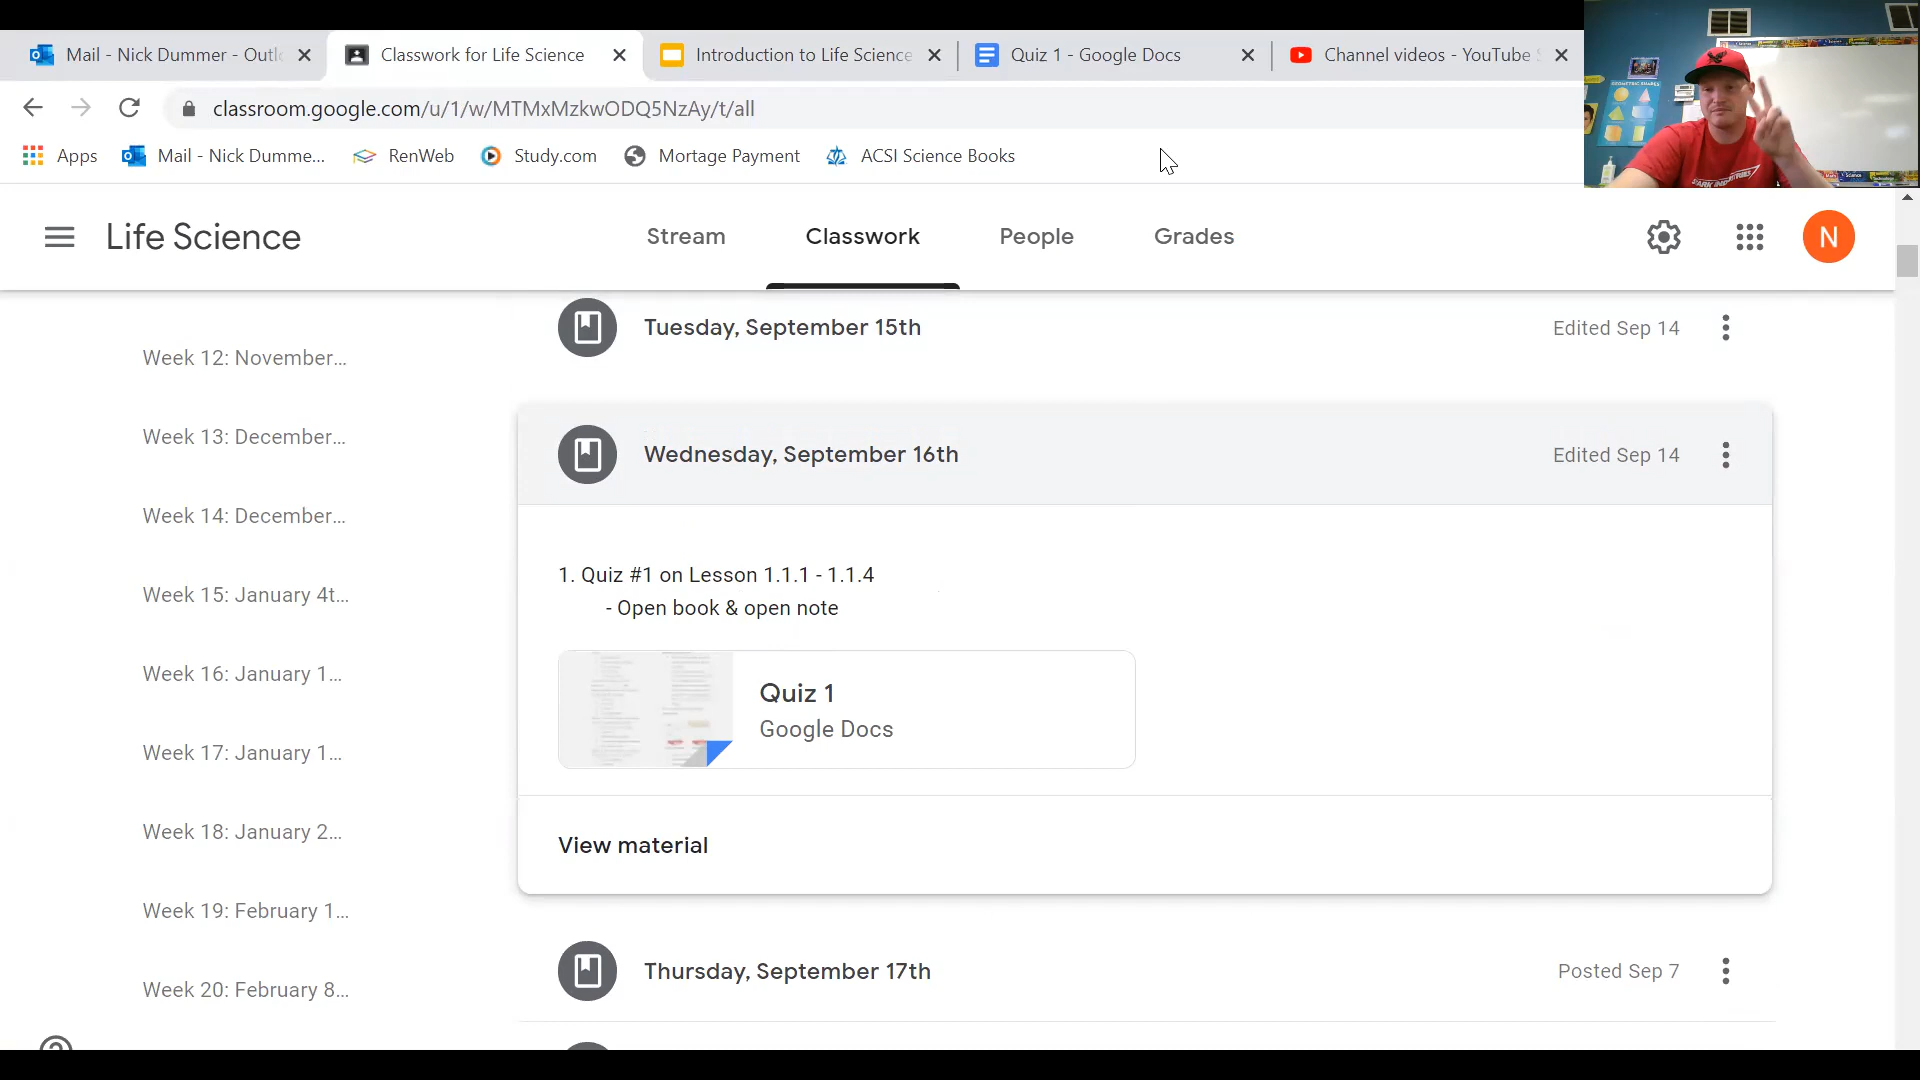 Mail - Nick Dummer - Outl
Classwork for Life Science
Introduction to Life Science
Quiz 1 - Google Docs
Channel videos - YouTube S
classroom.google.com/u/1/w/MTMxMzkwODQ5NzAy/t/all
Apps
Mail - Nick Dumme...
RenWeb
Study.com
Mortage Payment
ACSI Science Books
Life Science
Stream
Classwork
People
Grades
N
Week 12: November...
Week 13: December...
Week 14: December...
Week 15: January 4t...
Week 16: January 1...
Week 17: January 1...
Week 18: January 2...
Week 19: February 1...
Week 20: February 8...
Tuesday, September 15th
Edited Sep 14
Wednesday, September 16th
Edited Sep 14
1. Quiz #1 on Lesson 1.1.1 - 1.1.4
- Open book & open note
Quiz 1
Google Docs
View material
Thursday, September 17th
Posted Sep 7